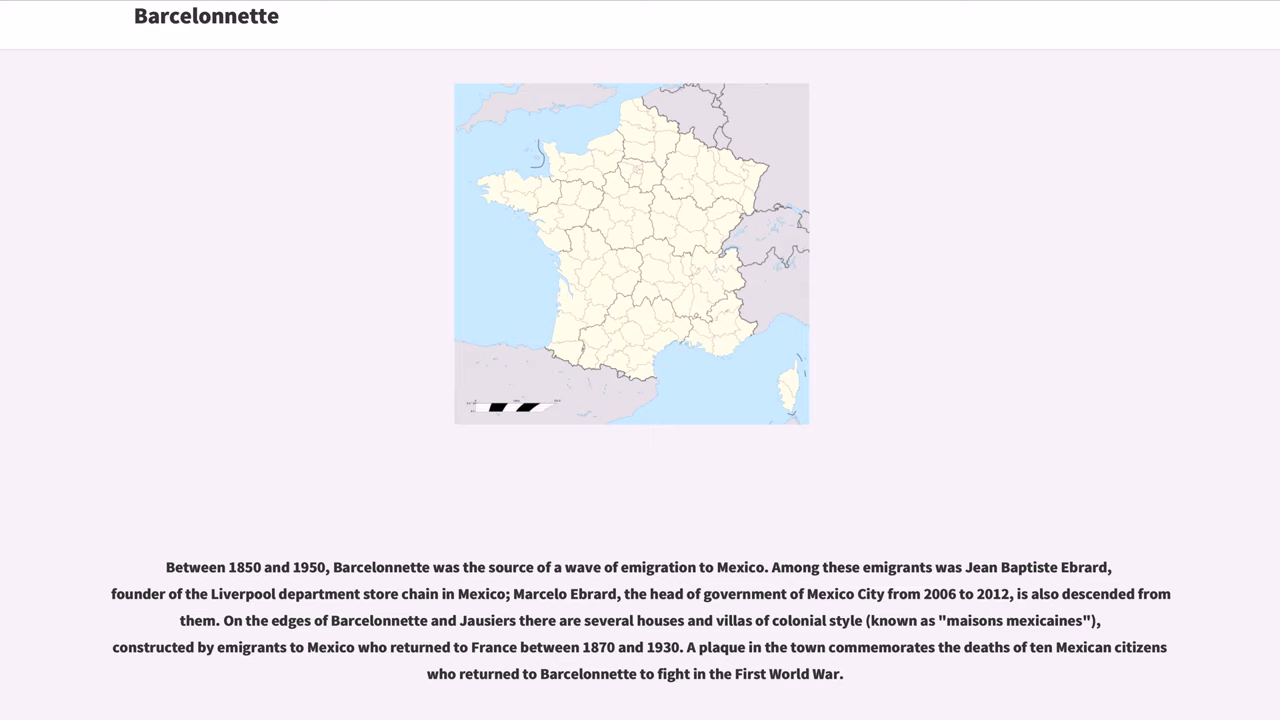 Barcelonnette
Between 1850 and 1950, Barcelonnette was the source of a wave of emigration to Mexico. Among these emigrants was Jean Baptiste Ebrard,
founder of the Liverpool department store chain in Mexico; Marcelo Ebrard, the head of government of Mexico City from 2006 to 2012, is also descended from
them. On the edges of Barcelonnette and Jausiers there are several houses and villas of colonial style (known as "maisons mexicaines"),
constructed by emigrants to Mexico who returned to France between 1870 and 1930. A plaque in the town commemorates the deaths of ten Mexican citizens
who returned to Barcelonnette to fight in the First World War.